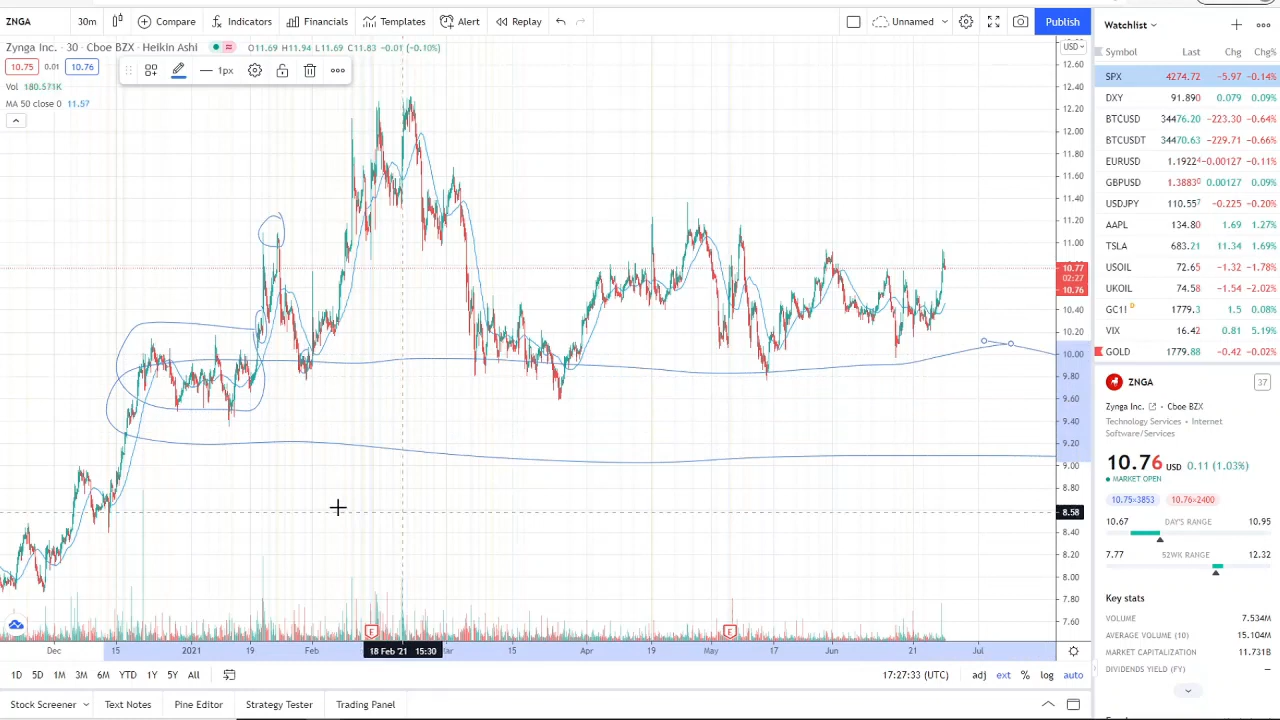 ZNGA 30m Compare Indicators Financials Templates Alert Replay Unnamed Publish
Zynga Inc. · 30 · Cboe BZX · Heikin Ashi O11.69 H11.94 L11.69 C11.83 −0.01 (−0.10%)
10.75 0.01 10.76
1px
Vol 180.571K
MA 50 close 0 11.57
USD
12.60
12.40
12.20
12.00
11.80
11.60
11.40
11.20
11.00
10.77
02:27
10.76
10.40
10.20
10.00
9.80
9.60
9.40
9.20
9.00
8.80
8.58
8.40
8.20
8.00
7.80
7.60
E E
Dec 15 2021 19 Feb 18 Feb '21 15:30 15 Apr 19 May 17 Jun 21 Jul
1D 5D 1M 3M 6M YTD 1Y 5Y All 17:27:33 (UTC) adj ext % log auto
Stock Screener Text Notes Pine Editor Strategy Tester Trading Panel
Watchlist
Symbol Last Chg Chg%
SPX 4274.72 −5.97 −0.14%
DXY 91.890 0.079 0.09%
BTCUSD 34476.20 −223.30 −0.64%
BTCUSDT 34470.63 −229.71 −0.66%
EURUSD 1.19224 −0.00127 −0.11%
GBPUSD 1.38830 0.00127 0.09%
USDJPY 110.557 −0.225 −0.20%
AAPL 134.80 1.69 1.27%
TSLA 683.21 11.34 1.69%
USOIL 72.65 −1.32 −1.78%
UKOIL 74.58 −1.54 −2.02%
GC1! D 1779.3 1.5 0.08%
VIX 16.42 0.81 5.19%
GOLD 1779.88 −0.42 −0.02%
ZNGA 37
Zynga Inc. · Cboe BZX
Technology Services · Internet
Software/Services
10.76 USD 0.11 (1.03%)
MARKET OPEN
10.75×3853 10.76×2400
10.67 DAY'S RANGE 10.95
7.77 52WK RANGE 12.32
Key stats
VOLUME 7.534M
AVERAGE VOLUME (10) 15.104M
MARKET CAPITALIZATION 11.731B
DIVIDENDS YIELD (FY) —